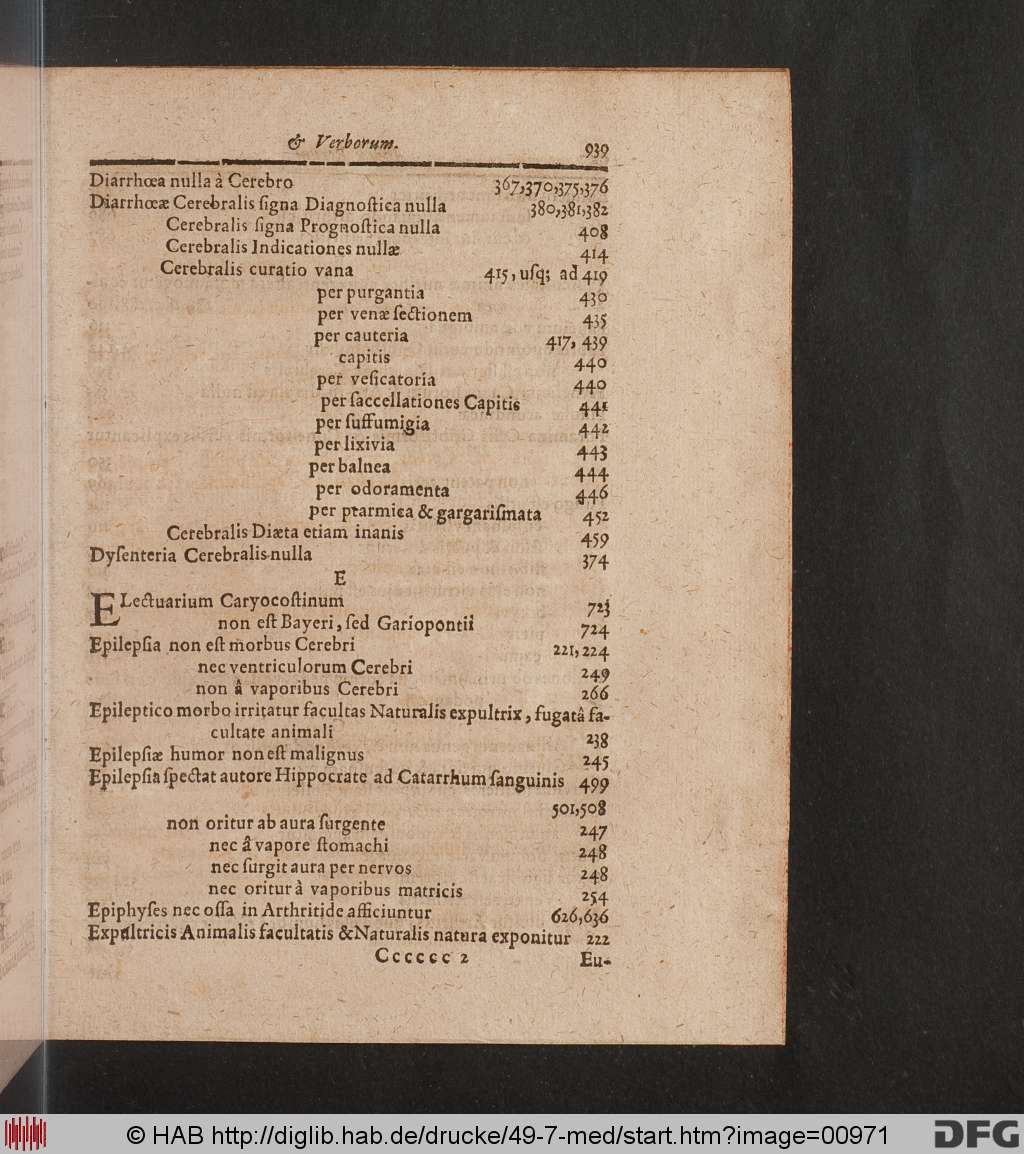 & Verborum. 939
Diarrhœa nulla à Cerebro 367,370,375,376
Diarrhœæ Cerebralis ſigna Diagnoſtica nulla 380,381,382
Cerebralis ſigna Prognoſtica nulla 408
Cerebralis Indicationes nullæ 414
Cerebralis curatio vana 415, uſq; ad 419
per purgantia 430
per venæ ſectionem 435
per cauteria 417, 439
capitis 440
per veſicatoria 440
per ſaccellationes Capitis 441
per ſuffumigia 442
per lixivia 443
per balnea 444
per odoramenta 446
per ptarmica & gargariſmata 452
Cerebralis Diæta etiam inanis 459
Dyſenteria Cerebralis nulla 374
E
ELectuarium Caryocoſtinum 723
non eſt Bayeri, ſed Gariopontii 724
Epilepſia non eſt morbus Cerebri 221,224
nec ventriculorum Cerebri 249
non â vaporibus Cerebri 266
Epileptico morbo irritatur facultas Naturalis expultrix, fugatâ fa-
cultate animali 238
Epilepſiæ humor non eſt malignus 245
Epilepſia ſpectat autore Hippocrate ad Catarrhum ſanguinis 499
501,508
non oritur ab aura ſurgente 247
nec â vapore ſtomachi 248
nec ſurgit aura per nervos 248
nec oritur à vaporibus matricis 254
Epiphyſes nec oſſa in Arthritide afficiuntur 626,636
Expultricis Animalis facultatis & Naturalis natura exponitur 222
Cccccc 2 Eu-
© HAB http://diglib.hab.de/drucke/49-7-med/start.htm?image=00971 DFG